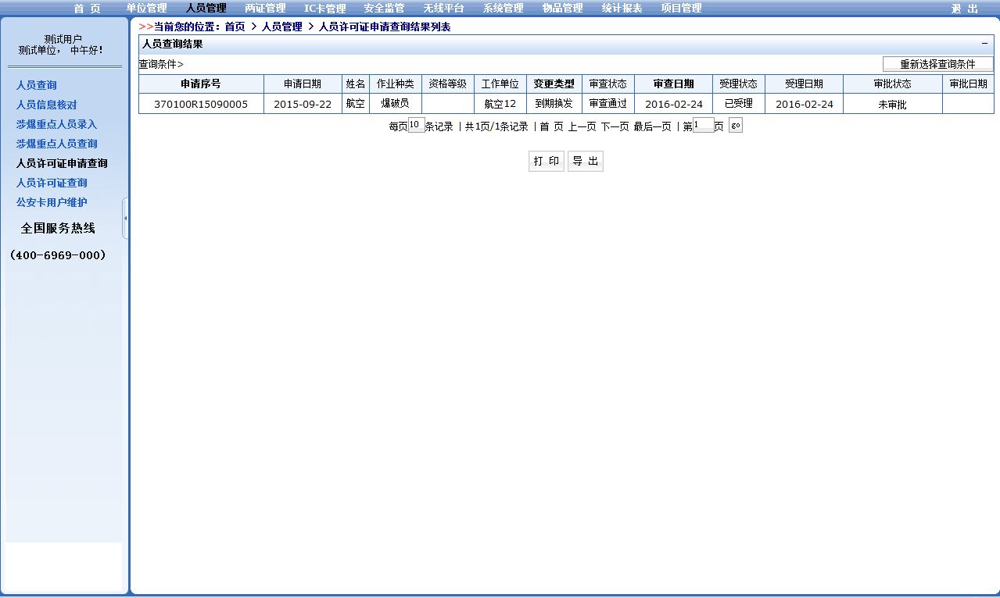 首 页 单位管理 人员管理 两证管理 IC卡管理 安全监管 无线平台 系统管理 物品管理 统计报表 项目管理 退 出
测试用户
测试单位， 中午好！
人员查询
人员信息核对
涉爆重点人员录入
涉爆重点人员查询
人员许可证申请查询
人员许可证查询
公安卡用户维护
全国服务热线
(400-6969-000)
>>当前您的位置：首页 > 人员管理 > 人员许可证申请查询结果列表
人员查询结果 −
查询条件> 重新选择查询条件
申请序号 申请日期 姓名 作业种类 资格等级 工作单位 变更类型 审查状态 审查日期 受理状态 受理日期 审批状态 审批日期
370100R15090005 2015-09-22 航空 爆破员 航空12 到期换发 审查通过 2016-02-24 已受理 2016-02-24 未审批
每页10条记录 | 共1页/1条记录 | 首 页 上一页 下一页 最后一页 | 第1页 go
打 印 导 出